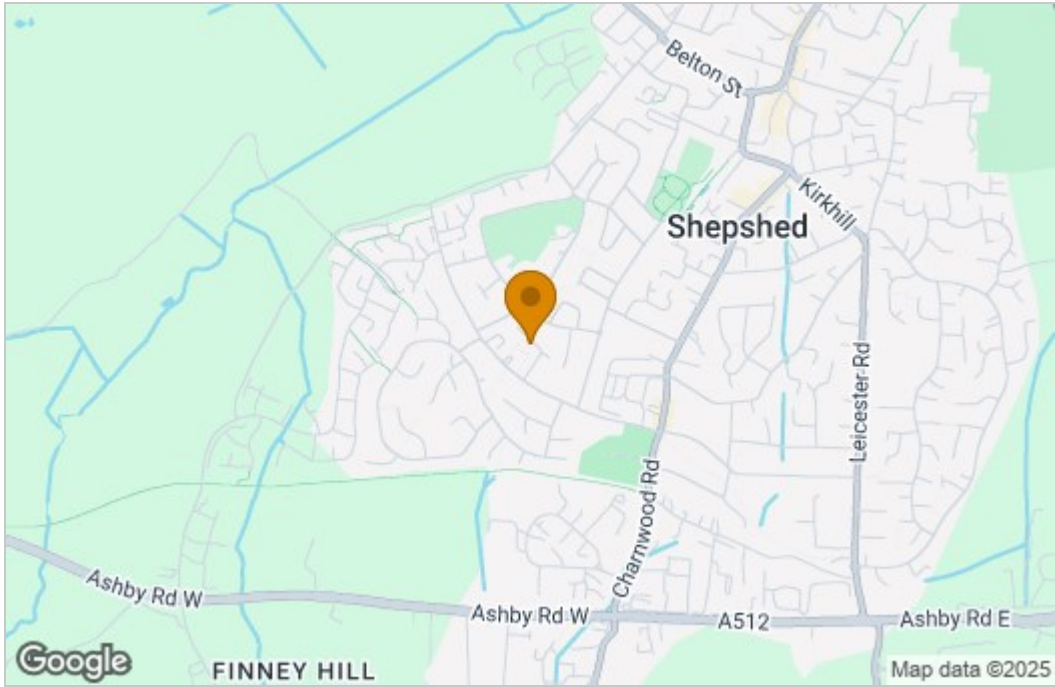 Belton St
Kirkhill
Shepshed
Leicester Rd
Charnwood Rd
Ashby Rd W
Ashby Rd W
A512
Ashby Rd E
FINNEY HILL
Google
Map data ©2025